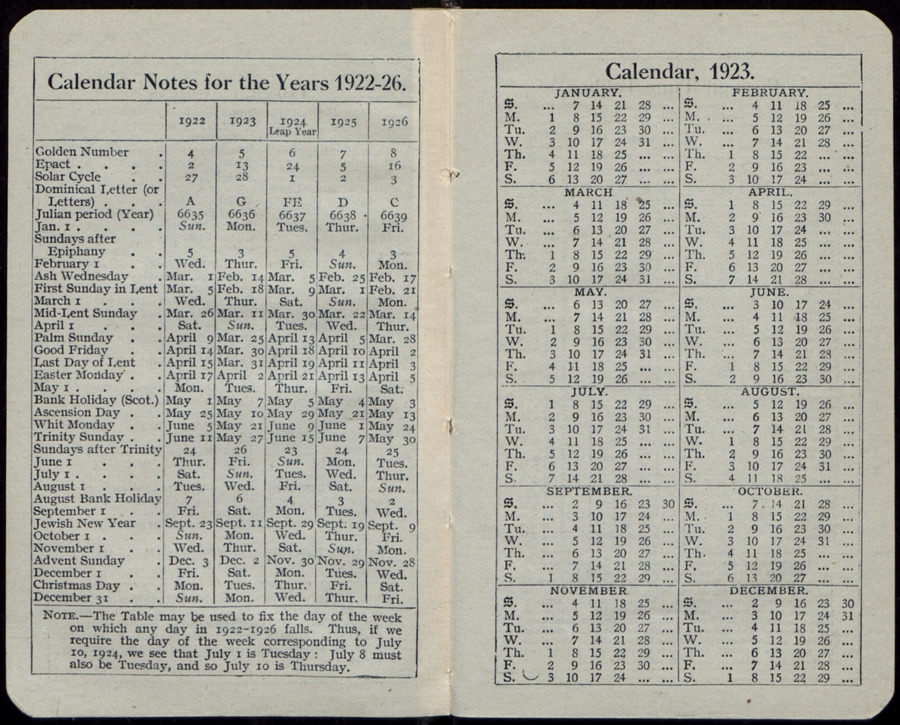 Calendar Notes for the Years 1922-26.
1922 1923 1924 1925 1926
Leap Year
Golden Number . 4 5 6 7 8
Epact . . . . 2 13 24 5 16
Solar Cycle . . 27 28 1 2 3
Dominical Letter (or
Letters) . . . A G FE D C
Julian period (Year) 6635 6636 6637 6638 6639
Jan. 1 . . . . Sun. Mon. Tues. Thur. Fri.
Sundays after
Epiphany . . 5 3 5 4 3
February 1 . . Wed. Thur. Fri. Sun. Mon.
Ash Wednesday . Mar. 1 Feb. 14 Mar. 5 Feb. 25 Feb. 17
First Sunday in Lent Mar. 5 Feb. 18 Mar. 9 Mar. 1 Feb. 21
March 1 . . . Wed. Thur. Sat. Sun. Mon.
Mid-Lent Sunday . Mar. 26 Mar. 11 Mar. 30 Mar. 22 Mar. 14
April 1 . . . Sat. Sun. Tues. Wed. Thur.
Palm Sunday . . April 9 Mar. 25 April 13 April 5 Mar. 28
Good Friday . . April 14 Mar. 30 April 18 April 10 April 2
Last Day of Lent . April 15 Mar. 31 April 19 April 11 April 3
Easter Monday . . April 17 April 2 April 21 April 13 April 5
May 1 . . . . Mon. Tues. Thur. Fri. Sat.
Bank Holiday (Scot.) May 1 May 7 May 5 May 4 May 3
Ascension Day . . May 25 May 10 May 29 May 21 May 13
Whit Monday . . June 5 May 21 June 9 June 1 May 24
Trinity Sunday . . June 11 May 27 June 15 June 7 May 30
Sundays after Trinity 24 26 23 24 25
June 1 . . . Thur. Fri. Sun. Mon. Tues.
July 1 . . . . Sat. Sun. Tues. Wed. Thur.
August 1 . . . Tues. Wed. Fri. Sat. Sun.
August Bank Holiday 7 6 4 3 2
September 1 . . . Fri. Sat. Mon. Tues. Wed.
Jewish New Year . Sept. 23 Sept. 11 Sept. 29 Sept. 19 Sept. 9
October 1 . . . Sun. Mon. Wed. Thur. Fri.
November 1 . . Wed. Thur. Sat. Sun. Mon.
Advent Sunday . Dec. 3 Dec. 2 Nov. 30 Nov. 29 Nov. 28
December 1 . . Fri. Sat. Mon. Tues. Wed.
Christmas Day . . Mon. Tues. Thur. Fri. Sat.
December 31 . . Sun. Mon. Wed. Thur. Fri.
NOTE.—The Table may be used to fix the day of the week
on which any day in 1922-1926 falls. Thus, if we
require the day of the week corresponding to July
10, 1924, we see that July 1 is Tuesday : July 8 must
also be Tuesday, and so July 10 is Thursday.
Calendar, 1923.
JANUARY.
S. ... 7 14 21 28 ...
M. 1 8 15 22 29 ...
Tu. 2 9 16 23 30 ...
W. 3 10 17 24 31 ...
Th. 4 11 18 25 ... ...
F. 5 12 19 26 ... ...
S. 6 13 20 27 ... ...
FEBRUARY.
S. ... 4 11 18 25 ...
M. ... 5 12 19 26 ...
Tu. ... 6 13 20 27 ...
W. ... 7 14 21 28 ...
Th. 1 8 15 22 ... ...
F. 2 9 16 23 ... ...
S. 3 10 17 24 ... ...
MARCH
S. ... 4 11 18 25 ...
M. ... 5 12 19 26 ...
Tu. ... 6 13 20 27 ...
W. ... 7 14 21 28 ...
Th. 1 8 15 22 29 ...
F. 2 9 16 23 30 ...
S. 3 10 17 24 31 ...
APRIL.
S. 1 8 15 22 29 ...
M. 2 9 16 23 30 ...
Tu. 3 10 17 24 ... ...
W. 4 11 18 25 ... ...
Th. 5 12 19 26 ... ...
F. 6 13 20 27 ... ...
S. 7 14 21 28 ... ...
MAY.
S. ... 6 13 20 27 ...
M. ... 7 14 21 28 ...
Tu. 1 8 15 22 29 ...
W. 2 9 16 23 30 ...
Th. 3 10 17 24 31 ...
F. 4 11 18 25 ... ...
S. 5 12 19 26 ... ...
JUNE.
S. ... 3 10 17 24 ...
M. ... 4 11 18 25 ...
Tu. ... 5 12 19 26 ...
W. ... 6 13 20 27 ...
Th. ... 7 14 21 28 ...
F. 1 8 15 22 29 ...
S. 2 9 16 23 30 ...
JULY.
S. 1 8 15 22 29 ...
M. 2 9 16 23 30 ...
Tu. 3 10 17 24 31 ...
W. 4 11 18 25 ... ...
Th. 5 12 19 26 ... ...
F. 6 13 20 27 ... ...
S. 7 14 21 28 ... ...
AUGUST.
S. ... 5 12 19 26 ...
M. ... 6 13 20 27 ...
Tu. ... 7 14 21 28 ...
W. 1 8 15 22 29 ...
Th. 2 9 16 23 30 ...
F. 3 10 17 24 31 ...
S. 4 11 18 25 ... ...
SEPTEMBER.
S. ... 2 9 16 23 30
M. ... 3 10 17 24 ...
Tu. ... 4 11 18 25 ...
W. ... 5 12 19 26 ...
Th. ... 6 13 20 27 ...
F. ... 7 14 21 28 ...
S. 1 8 15 22 29 ...
OCTOBER.
S. ... 7 14 21 28 ...
M. 1 8 15 22 29 ...
Tu. 2 9 16 23 30 ...
W. 3 10 17 24 31 ...
Th. 4 11 18 25 ... ...
F. 5 12 19 26 ... ...
S. 6 13 20 27 ... ...
NOVEMBER
S. ... 4 11 18 25 ...
M. ... 5 12 19 26 ...
Tu. ... 6 13 20 27 ...
W. ... 7 14 21 28 ...
Th. 1 8 15 22 29 ...
F. 2 9 16 23 30 ...
S. 3 10 17 24 ... ...
DECEMBER.
S. ... 2 9 16 23 30
M. ... 3 10 17 24 31
Tu. ... 4 11 18 25 ...
W. ... 5 12 19 26 ...
Th. ... 6 13 20 27 ...
F. ... 7 14 21 28 ...
S. 1 8 15 22 29 ...